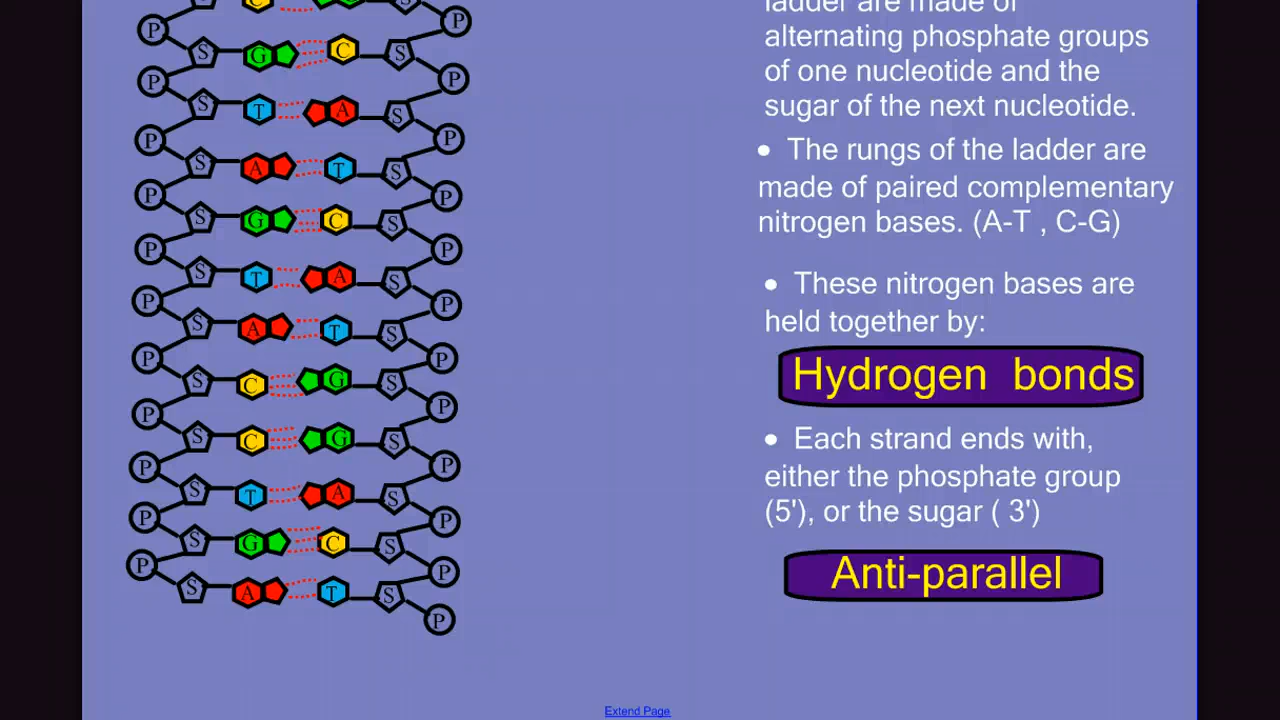 C
P P
S G C S
P P
S T A S
P P
S A T S
P P
S G C S
P P
S T A S
P P
S A T S
P P
S C G S
P P
S C G S
P P
S T A S
P P
S G C S
P P
S A T S
P
ladder are made of
alternating phosphate groups
of one nucleotide and the
sugar of the next nucleotide.
• The rungs of the ladder are
made of paired complementary
nitrogen bases. (A-T , C-G)
• These nitrogen bases are
held together by:
Hydrogen bonds
• Each strand ends with,
either the phosphate group
(5'), or the sugar ( 3')
Anti-parallel
Extend Page